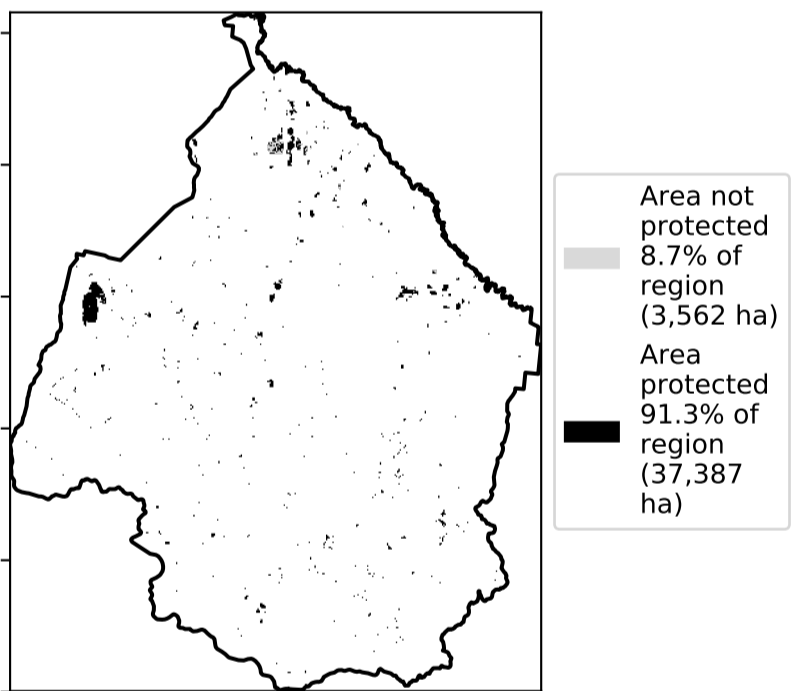 Area not
protected
8.7% of
region
(3,562 ha)
Area
protected
91.3% of
region
(37,387
ha)